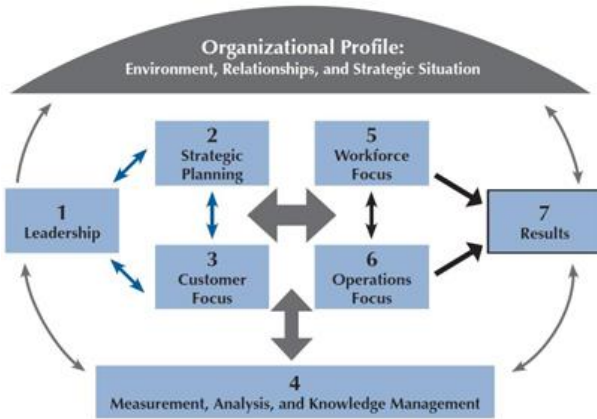 Organizational Profile:
Environment, Relationships, and Strategic Situation
2
Strategic
Planning
5
Workforce
Focus
1
Leadership
7
Results
3
Customer
Focus
6
Operations
Focus
4
Measurement, Analysis, and Knowledge Management